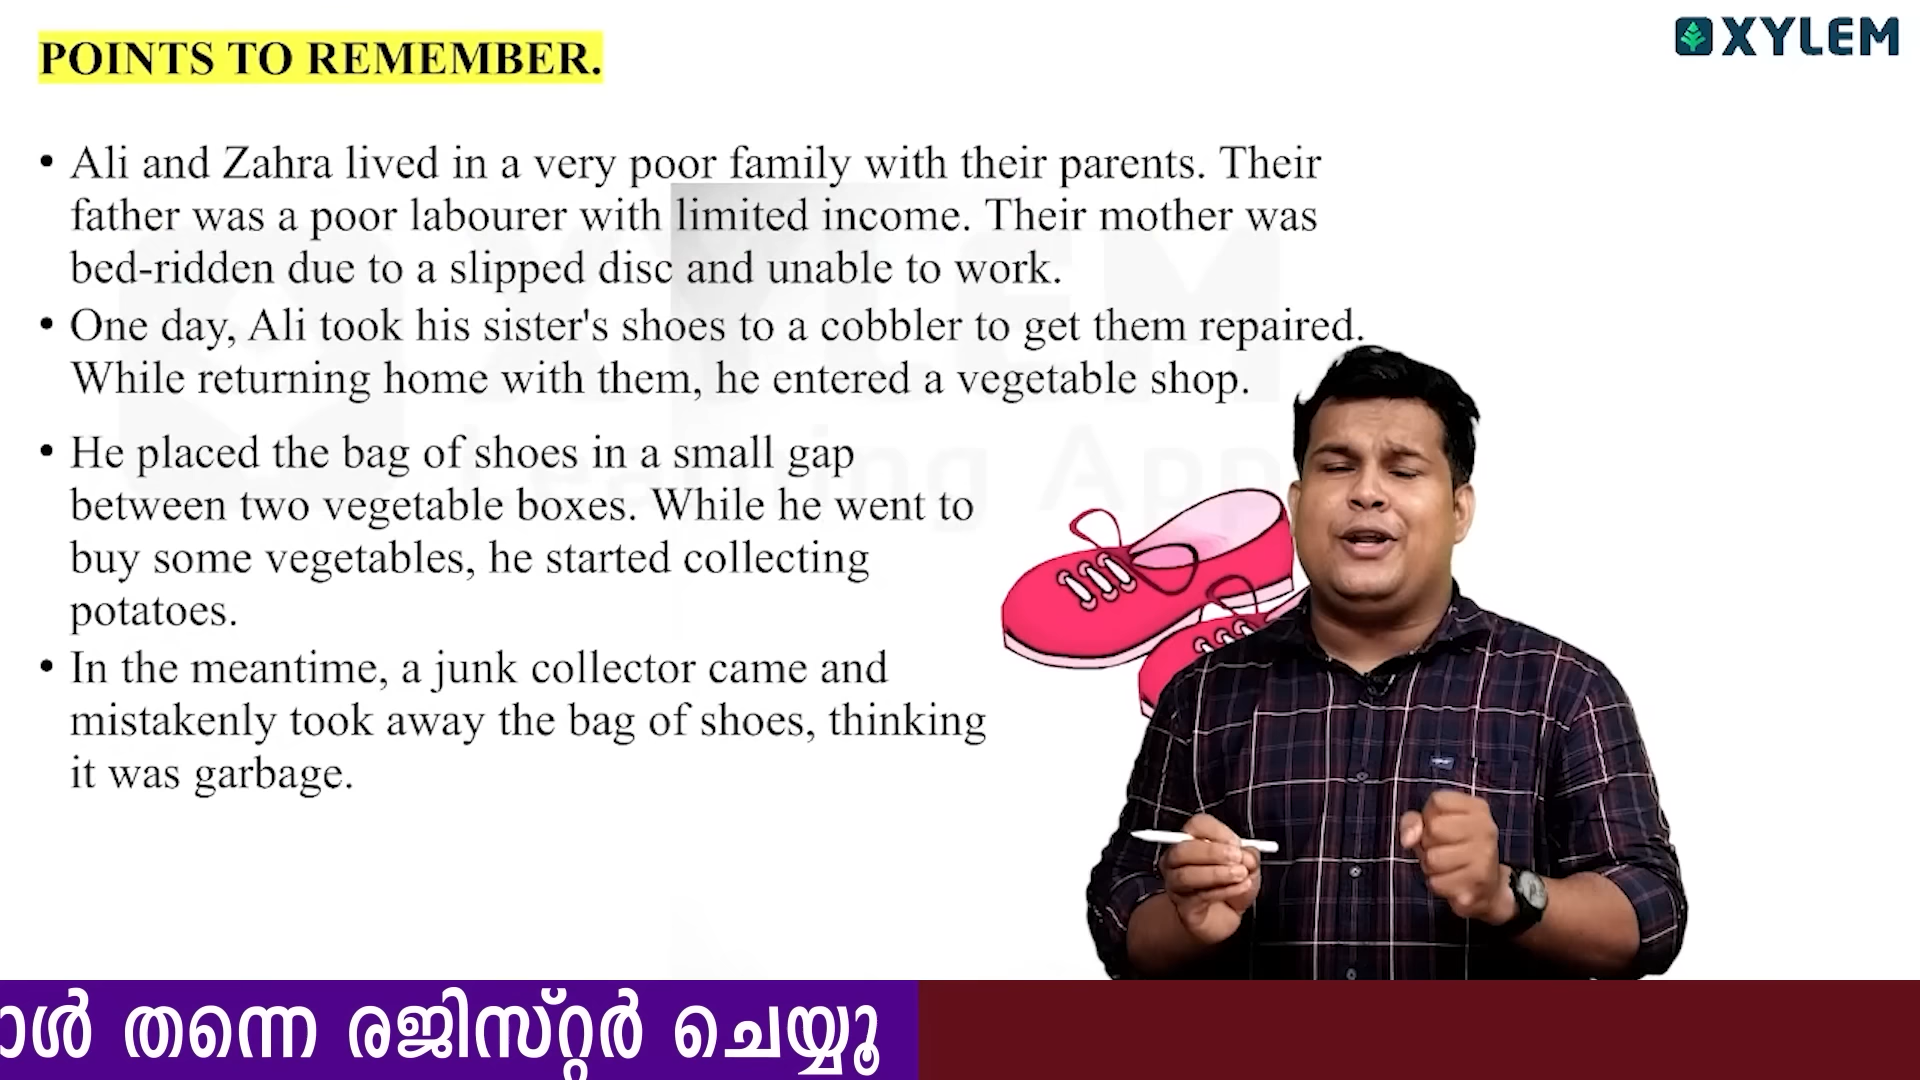 POINTS TO REMEMBER.
XYLEM
• Ali and Zahra lived in a very poor family with their parents. Their
father was a poor labourer with limited income. Their mother was
bed-ridden due to a slipped disc and unable to work.
• One day, Ali took his sister's shoes to a cobbler to get them repaired.
While returning home with them, he entered a vegetable shop.
• He placed the bag of shoes in a small gap
between two vegetable boxes. While he went to
buy some vegetables, he started collecting
potatoes.
• In the meantime, a junk collector came and
mistakenly took away the bag of shoes, thinking
it was garbage.
XYLEM
Learning App
തന്നെ രജിസ്റ്റർ ചെയ്യൂ